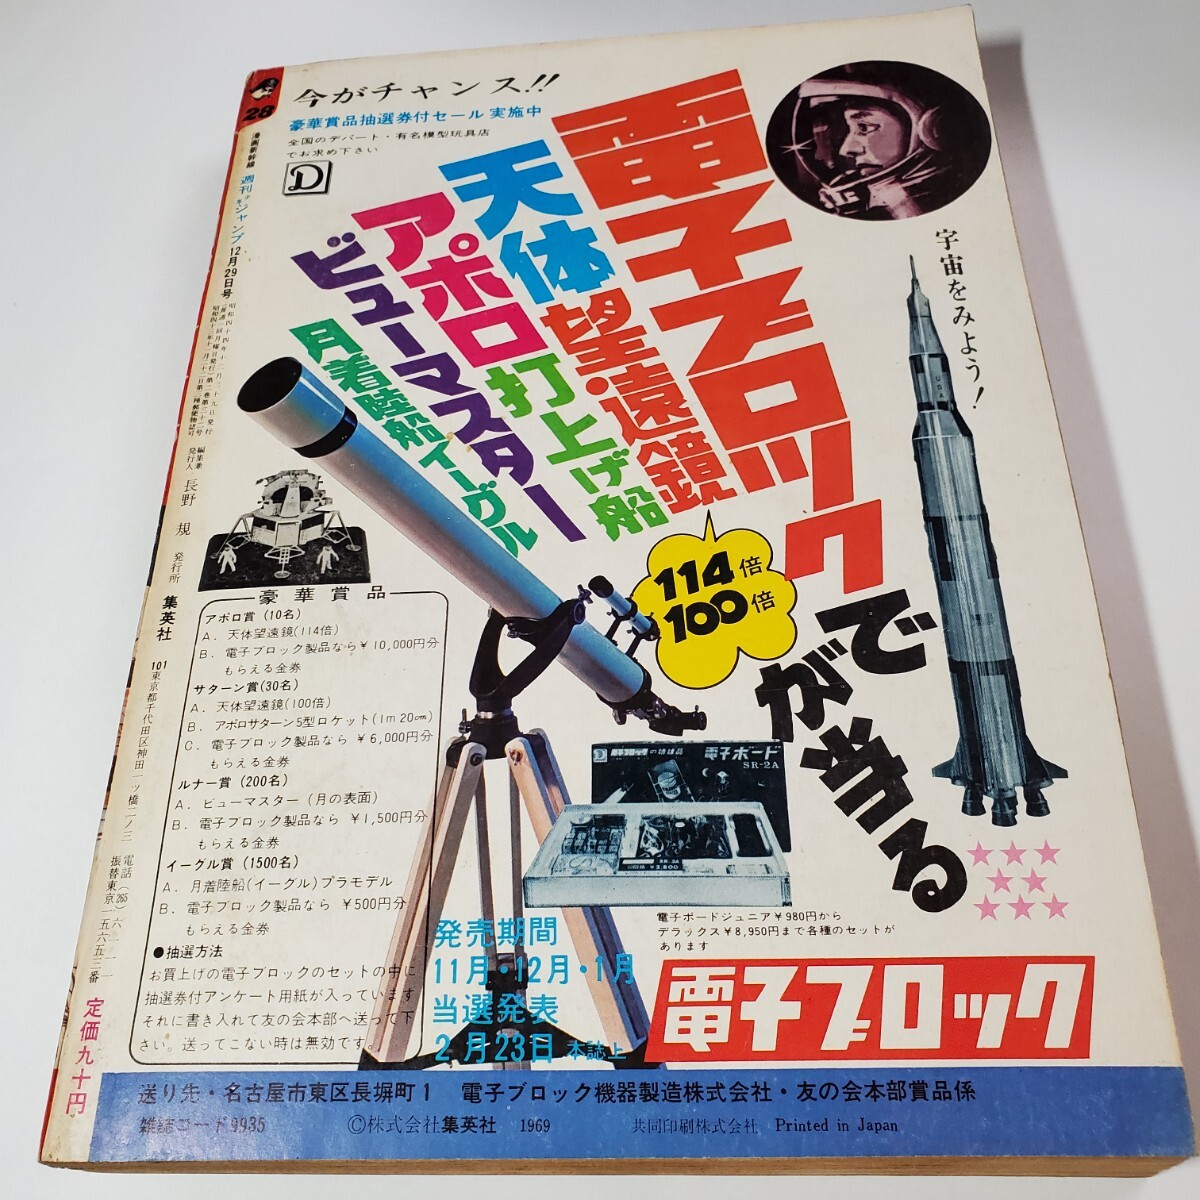 今がチャンス!!
豪華賞品抽選券付セール 実施中
全国のデパート・有名模型玩具店
でお求め下さい
D
電子ブロックで
が当る
天体望遠鏡
アポロ打上げ船
ビューマスター
月着陸船イーグル
宇宙をみよう!
USA
114倍
100倍
豪華賞品
アポロ賞 (10名)
A. 天体望遠鏡(114倍)
B. 電子ブロック製品なら¥10,000円分
もらえる金券
サターン賞(30名)
A. 天体望遠鏡(100倍)
B. アポロサターン5型ロケット(1m 20cm)
C. 電子ブロック製品なら ¥6,000円分
もらえる金券
ルナー賞 (200名)
A. ビューマスター (月の表面)
B. 電子ブロック製品なら ¥1,500円分
もらえる金券
イーグル賞 (1500名)
A. 月着陸船(イーグル)プラモデル
B. 電子ブロック製品なら ¥500円分
もらえる金券
●抽選方法
お買上げの電子ブロックのセットの中に
抽選券付アンケート用紙が入っています
それに書き入れて友の会本部へ送って下
さい。送ってこない時は無効です。
発売期間
11月・12月・1月
当選発表
2月23日 本誌上
電子ボード
SR-2A
電子ボードジュニア¥980円から
デラックス¥8,950円まで各種のセットが
あります
電子ブロック
送り先・名古屋市東区長塀町1 電子ブロック機器製造株式会社・友の会本部賞品係
雑誌コード9935 ©株式会社集英社 1969 共同印刷株式会社 Printed in Japan
28
漫画新幹線
週刊少年ジャンプ 12月29日号
編集兼発行人 長野 規
発行所 集英社
101東京都千代田区神田一ツ橋二ノ三
定価九十円